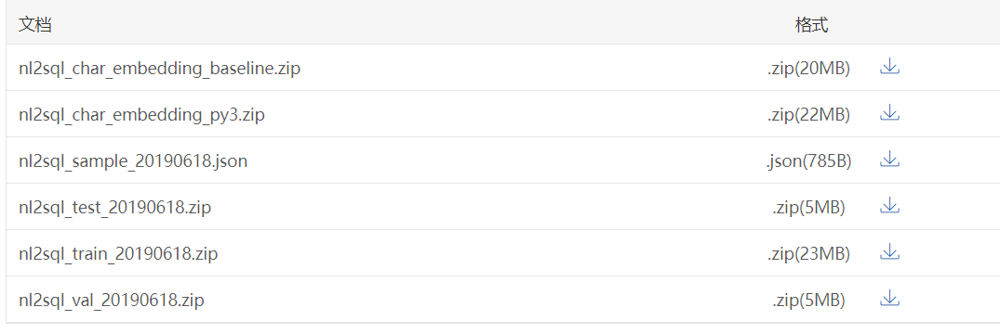 文档 格式
nl2sql_char_embedding_baseline.zip .zip(20MB)
nl2sql_char_embedding_py3.zip .zip(22MB)
nl2sql_sample_20190618.json .json(785B)
nl2sql_test_20190618.zip .zip(5MB)
nl2sql_train_20190618.zip .zip(23MB)
nl2sql_val_20190618.zip .zip(5MB)